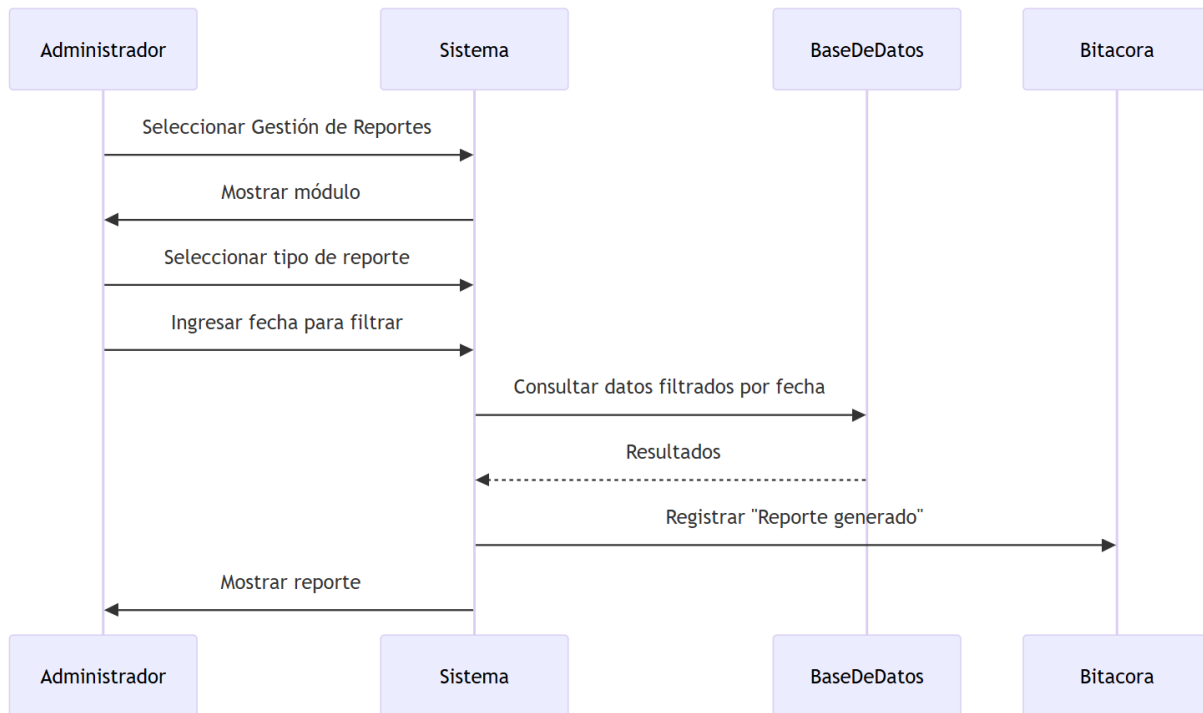 Administrador
Sistema
BaseDeDatos
Bitacora
Seleccionar Gestión de Reportes
Mostrar módulo
Seleccionar tipo de reporte
Ingresar fecha para filtrar
Consultar datos filtrados por fecha
Resultados
Registrar "Reporte generado"
Mostrar reporte
Administrador
Sistema
BaseDeDatos
Bitacora